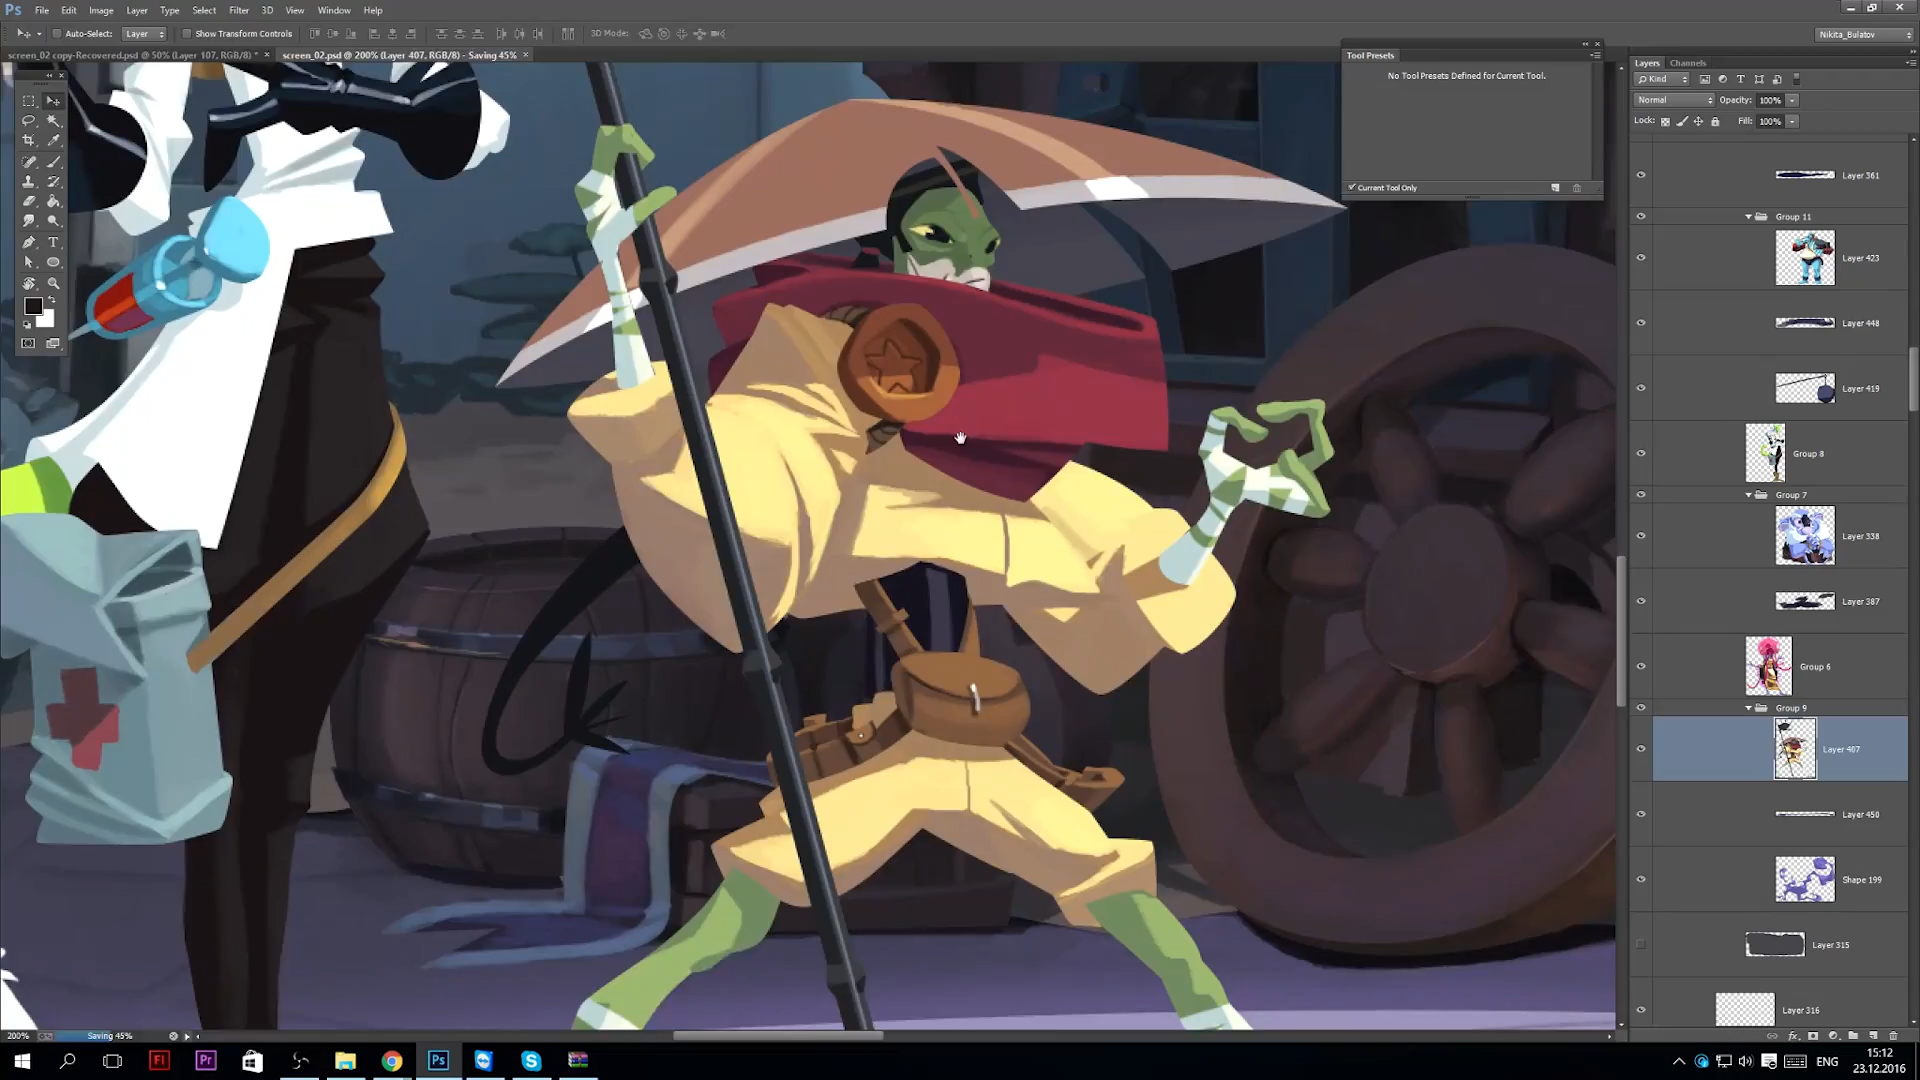 Ps File Edit Image Layer Type Select Filter 3D View Window Help
Auto-Select: Layer Show Transform Controls 3D Mode:
Nikita_Bulatov
screen_02 copy-Recovered.psd @ 50% (Layer 107, RGB/8) * × screen_02.psd @ 200% (Layer 407, RGB/8) - Saving 45% ×
Tool Presets
No Tool Presets Defined for Current Tool.
Current Tool Only
Layers Channels
Kind
Normal Opacity: 100%
Lock: Fill: 100%
Layer 361
Group 11
Layer 423
Layer 448
Layer 419
Group 8
Group 7
Layer 338
Layer 387
Group 6
Group 9
Layer 407
Layer 450
Shape 199
Layer 315
Layer 316
200% Saving 45%
Fl Pr Ps
ENG
15:12
23.12.2016